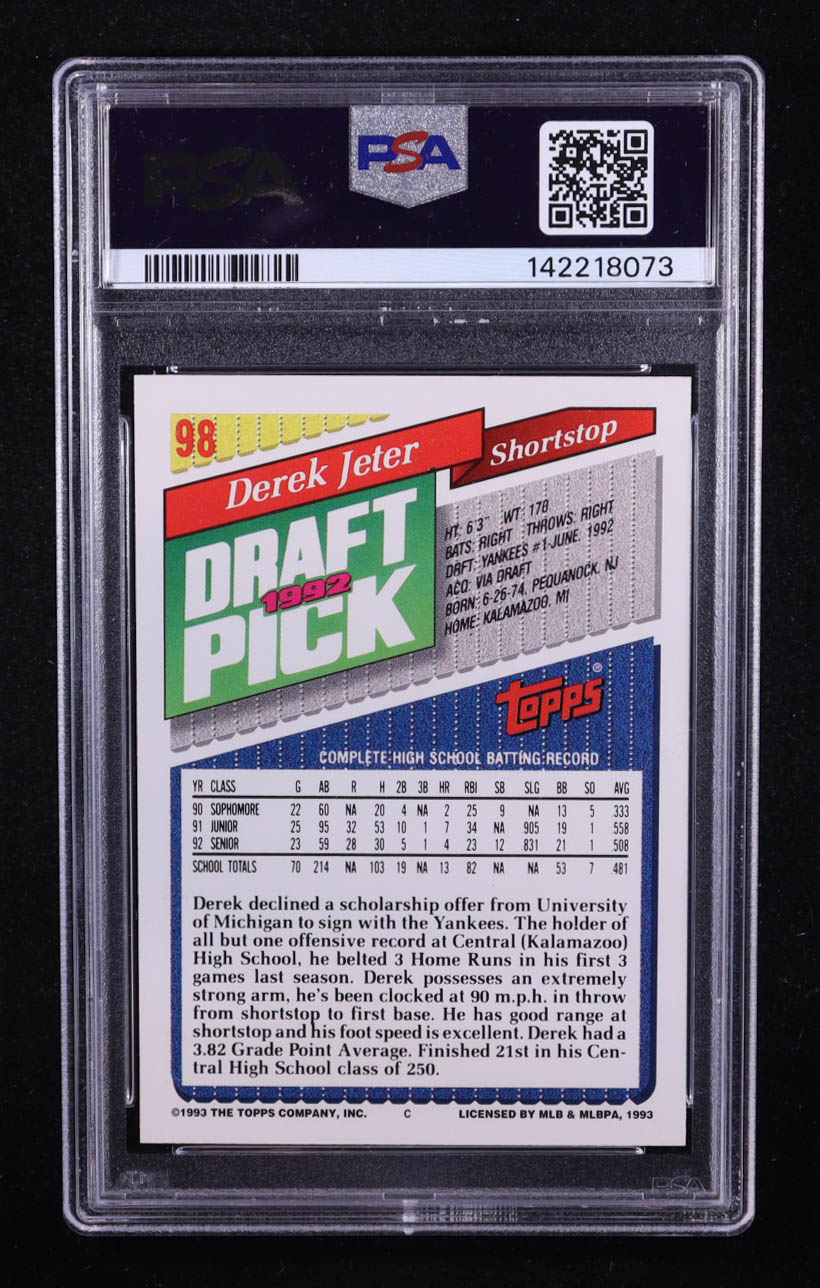 PSA
PSA
142218073
98
Derek Jeter
Shortstop
DRAFT
1992
PICK
HT: 6'3" WT: 178
BATS: RIGHT THROWS: RIGHT
DRFT: YANKEES #1-JUNE, 1992
ACQ: VIA DRAFT
BORN: 6-26-74, PEQUANOCK, NJ
HOME: KALAMAZOO, MI
TOPPS®
COMPLETE HIGH SCHOOL BATTING RECORD
YR CLASS G AB R H 2B 3B HR RBI SB SLG BB SO AVG
90 SOPHOMORE 22 60 NA 20 4 NA 2 25 9 NA 13 5 .333
91 JUNIOR 25 95 32 53 10 1 7 34 NA .905 19 1 .558
92 SENIOR 23 59 28 30 5 1 4 23 12 .831 21 1 .508
SCHOOL TOTALS 70 214 NA 103 19 NA 13 82 NA NA 53 7 .481
Derek declined a scholarship offer from University
of Michigan to sign with the Yankees. The holder of
all but one offensive record at Central (Kalamazoo)
High School, he belted 3 Home Runs in his first 3
games last season. Derek possesses an extremely
strong arm, he's been clocked at 90 m.p.h. in throw
from shortstop to first base. He has good range at
shortstop and his foot speed is excellent. Derek had a
3.82 Grade Point Average. Finished 21st in his Cen-
tral High School class of 250.
©1993 THE TOPPS COMPANY, INC. C LICENSED BY MLB & MLBPA, 1993
PSA